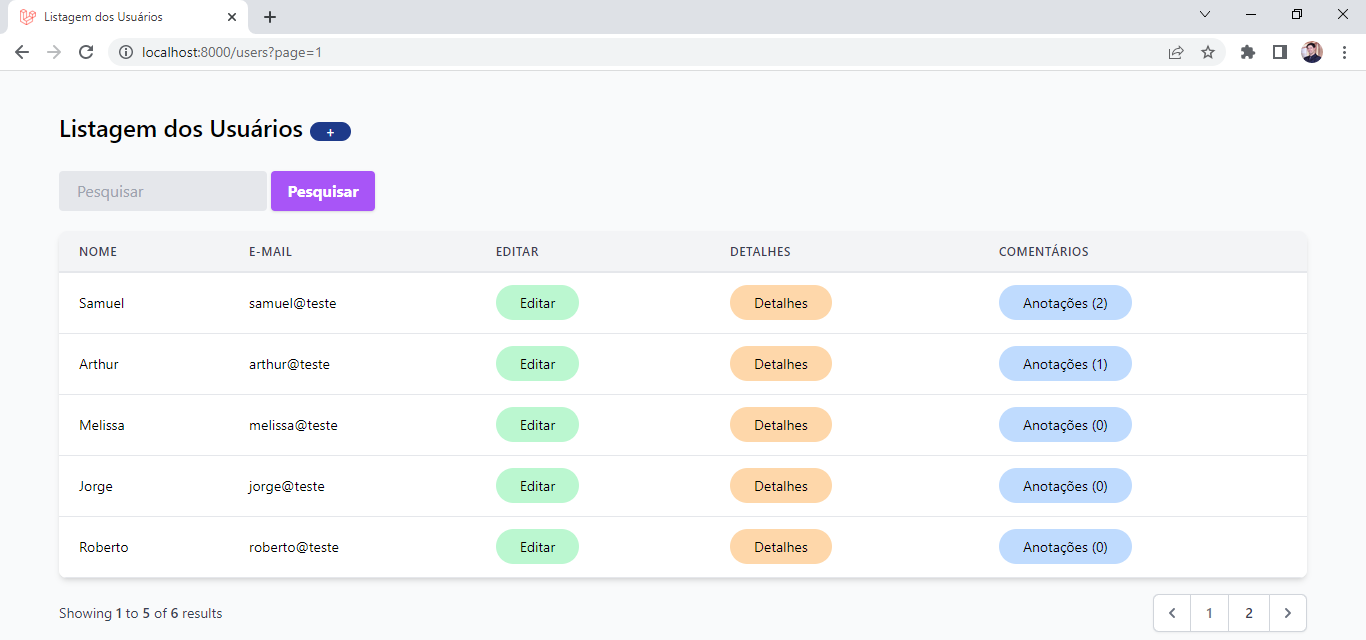 Listagem dos Usuários
localhost:8000/users?page=1
Listagem dos Usuários +
Pesquisar Pesquisar
NOME E-MAIL EDITAR DETALHES COMENTÁRIOS
Samuel samuel@teste Editar Detalhes Anotações (2)
Arthur arthur@teste Editar Detalhes Anotações (1)
Melissa melissa@teste Editar Detalhes Anotações (0)
Jorge jorge@teste Editar Detalhes Anotações (0)
Roberto roberto@teste Editar Detalhes Anotações (0)
Showing 1 to 5 of 6 results 1 2